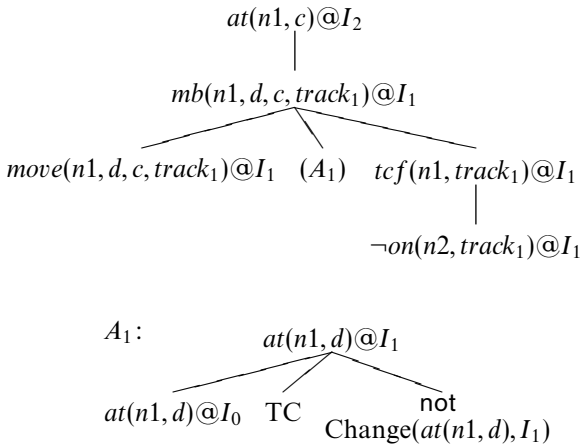 at(n1, c)@I₂
mb(n1, d, c, track₁)@I₁
move(n1, d, c, track₁)@I₁ (A₁) tcf(n1, track₁)@I₁
¬on(n2, track₁)@I₁
A₁: at(n1, d)@I₁
at(n1, d)@I₀ TC not
Change(at(n1, d), I₁)